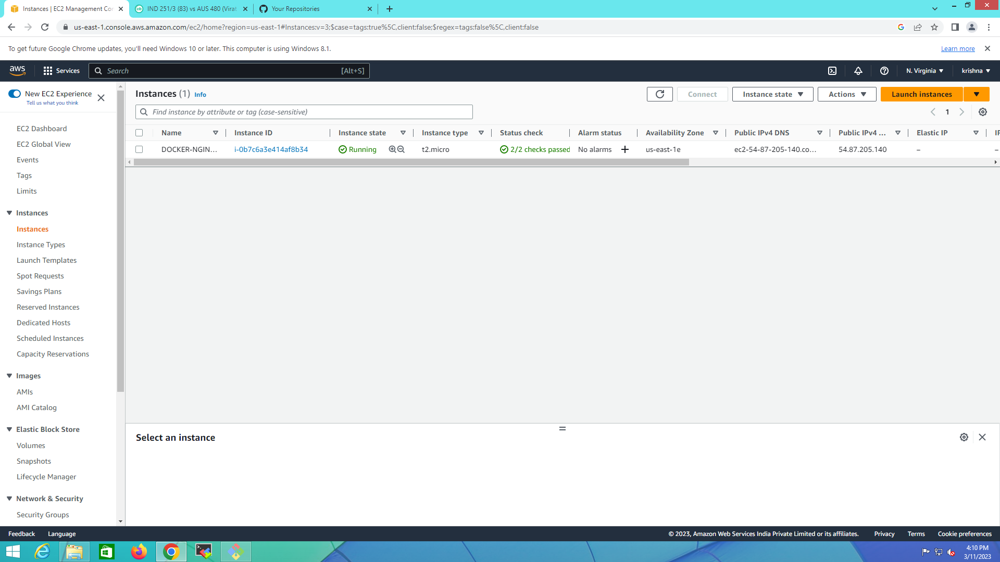 Instances | EC2 Management Cor
IND 251/3 (83) vs AUS 480 (Virat
Your Repositories
us-east-1.console.aws.amazon.com/ec2/home?region=us-east-1#Instances:v=3;$case=tags:true%5C,client:false;$regex=tags:false%5C,client:false
To get future Google Chrome updates, you'll need Windows 10 or later. This computer is using Windows 8.1.
Learn more
aws
Services
Search
[Alt+S]
N. Virginia
krishna
New EC2 Experience
Tell us what you think
EC2 Dashboard
EC2 Global View
Events
Tags
Limits
Instances
Instances
Instance Types
Launch Templates
Spot Requests
Savings Plans
Reserved Instances
Dedicated Hosts
Scheduled Instances
Capacity Reservations
Images
AMIs
AMI Catalog
Elastic Block Store
Volumes
Snapshots
Lifecycle Manager
Network & Security
Security Groups
Instances (1) Info
Connect
Instance state
Actions
Launch instances
Find instance by attribute or tag (case-sensitive)
1
Name Instance ID Instance state Instance type Status check Alarm status Availability Zone Public IPv4 DNS Public IPv4 ... Elastic IP IP
DOCKER-NGIN... i-0b7c6a3e414af8b34 Running t2.micro 2/2 checks passed No alarms + us-east-1e ec2-54-87-205-140.co... 54.87.205.140 – –
Select an instance
Feedback Language © 2023, Amazon Web Services India Private Limited or its affiliates. Privacy Terms Cookie preferences
4:10 PM
3/11/2023